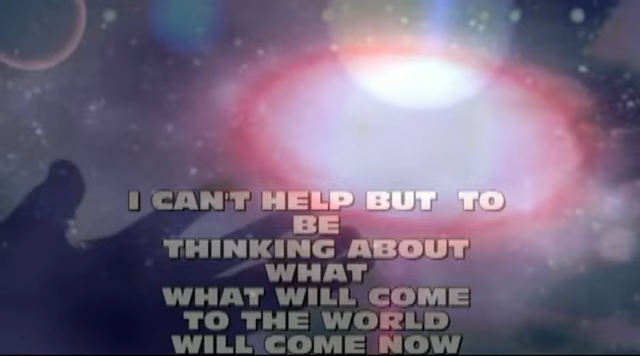 I CAN'T HELP BUT  TO
BE
THINKING ABOUT
WHAT
WHAT WILL COME
TO THE WORLD
WILL COME NOW